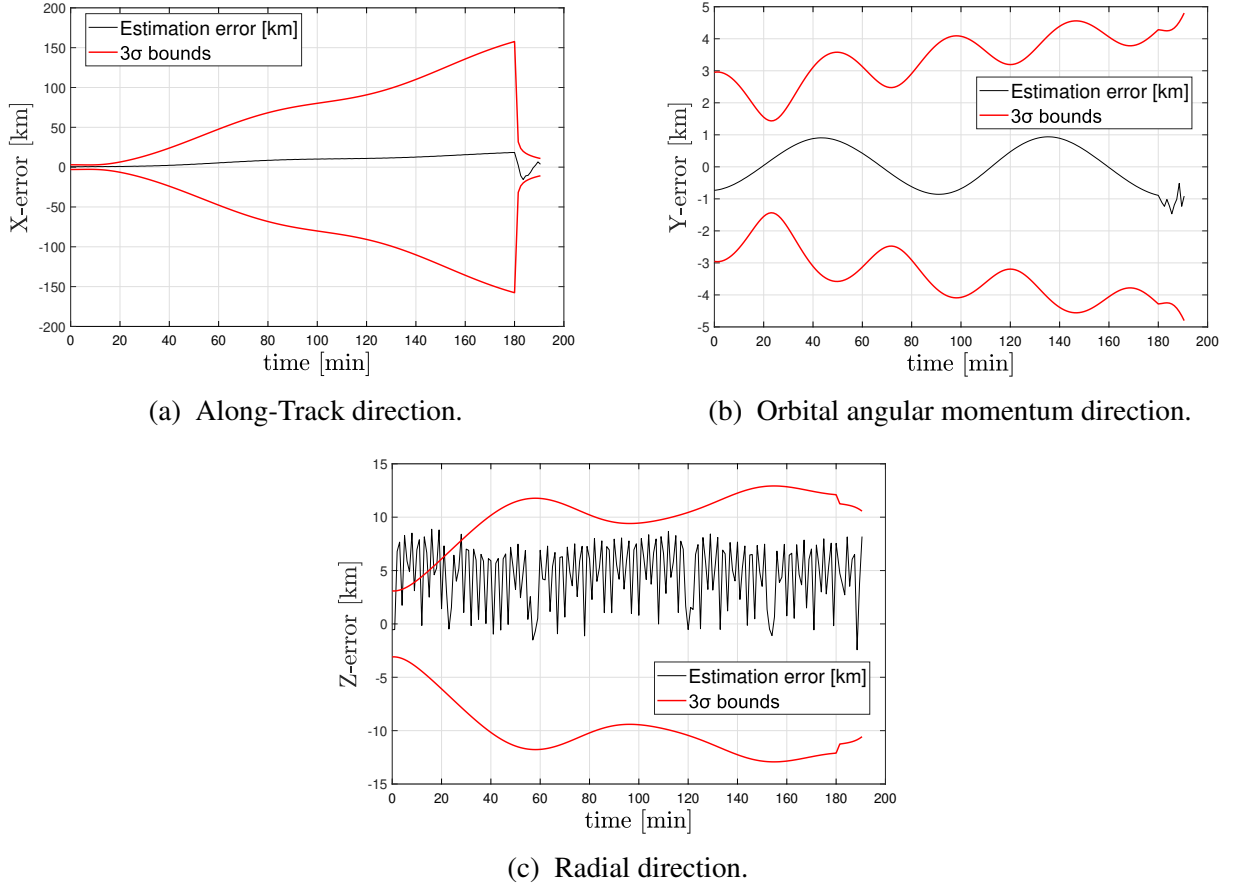 200
150
100
50
0
-50
-100
-150
-200
X-error [km]
Estimation error [km]
3σ bounds
0 20 40 60 80 100 120 140 160 180 200
time [min]
(a) Along-Track direction.
5
4
3
2
1
0
-1
-2
-3
-4
-5
Y-error [km]
Estimation error [km]
3σ bounds
0 20 40 60 80 100 120 140 160 180 200
time [min]
(b) Orbital angular momentum direction.
15
10
5
0
-5
-10
-15
Z-error [km]
Estimation error [km]
3σ bounds
0 20 40 60 80 100 120 140 160 180 200
time [min]
(c) Radial direction.